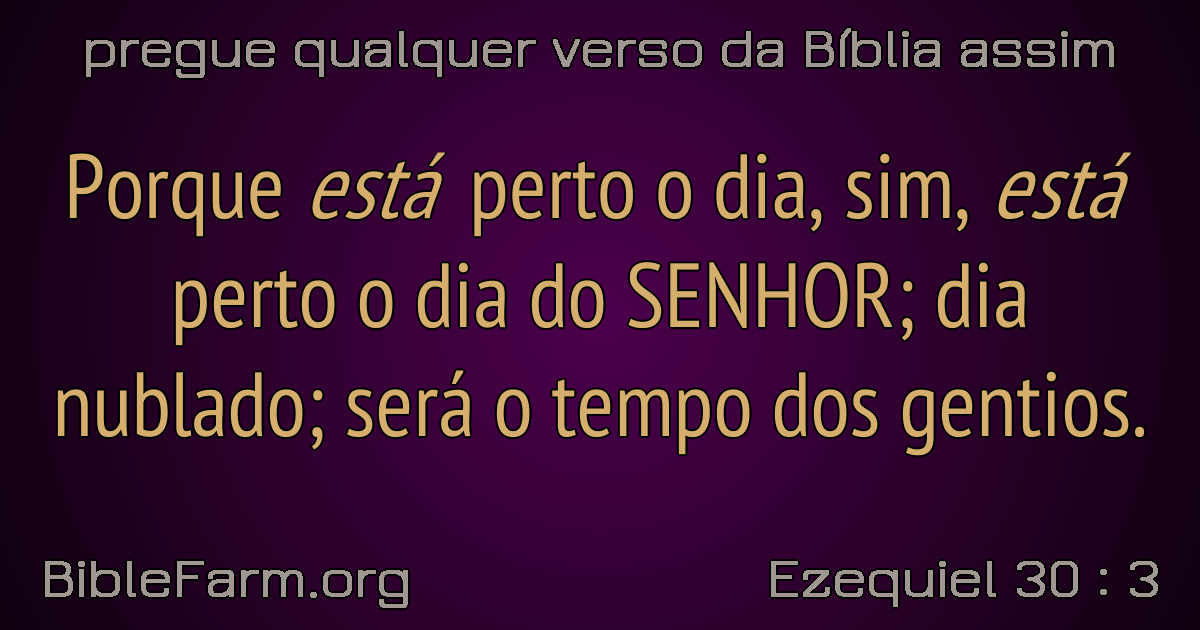 pregue qualquer verso da Bíblia assim
Porque está perto o dia, sim, está
perto o dia do SENHOR; dia
nublado; será o tempo dos gentios.
BibleFarm.org
Ezequiel 30 : 3